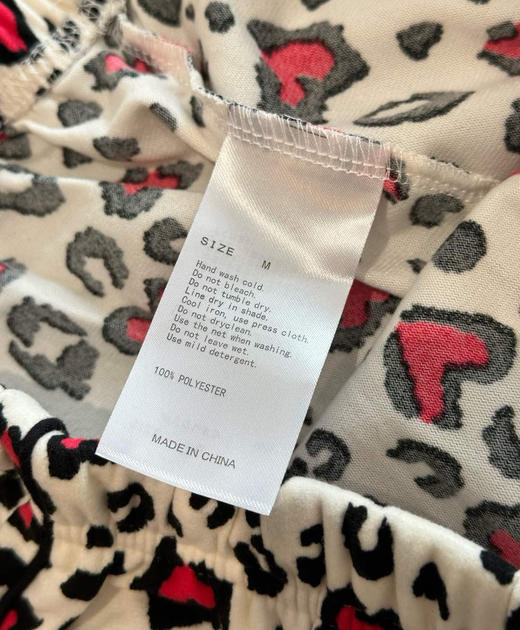 SIZE M
Hand wash cold.
Do not bleach.
Do not tumble dry.
Line dry in shade.
Cool iron, use press cloth.
Do not dryclean.
Use the net when washing.
Do not leave wet.
Use mild detergent.
100% POLYESTER
MADE IN CHINA